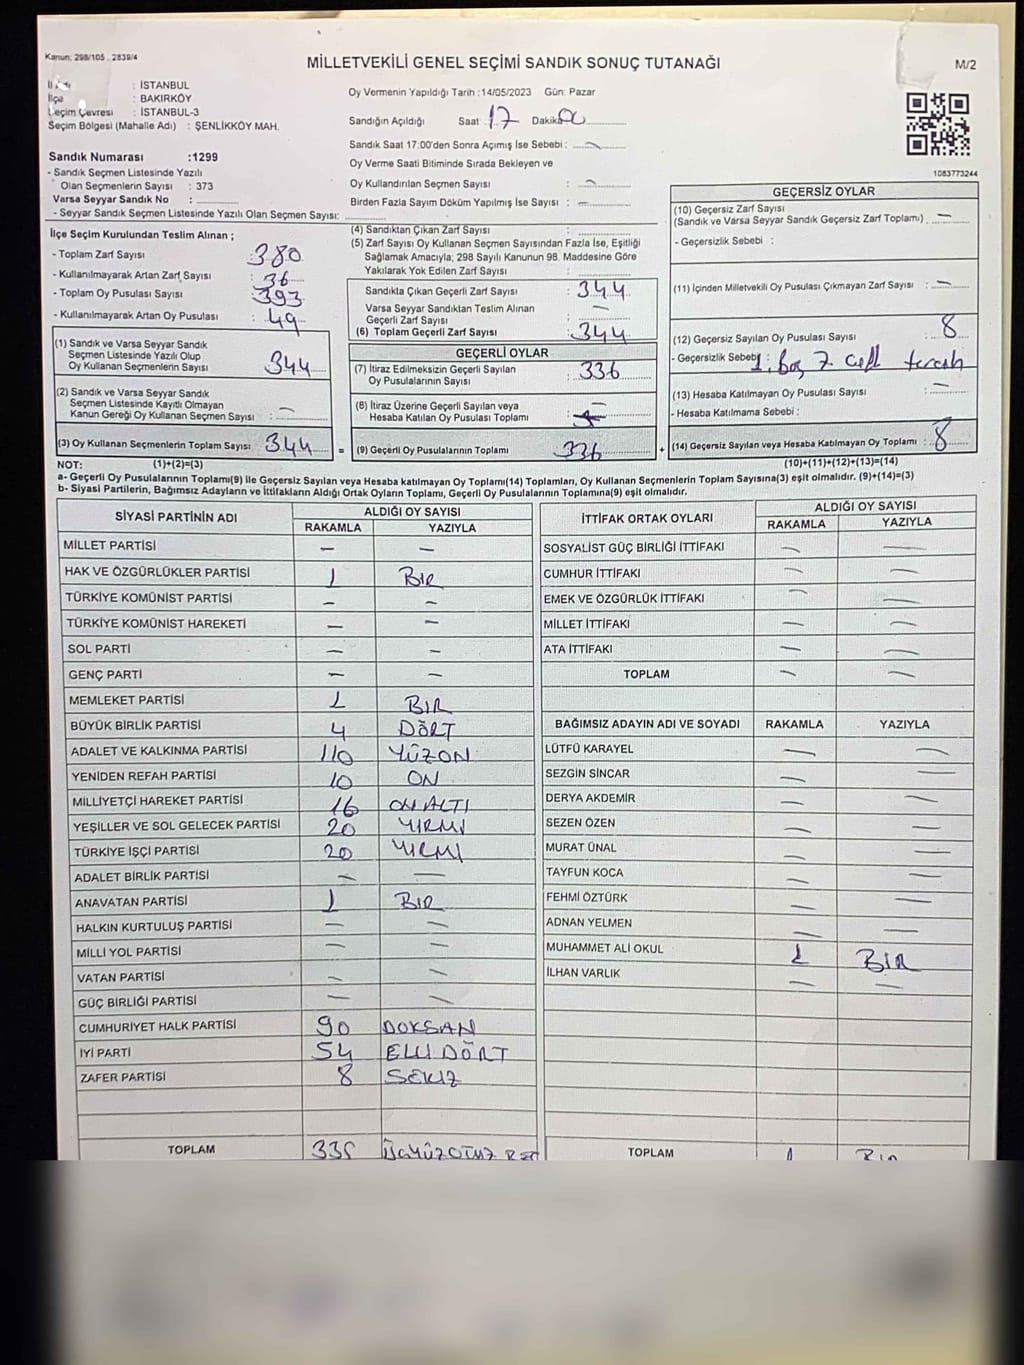 Kanun: 298/105 , 2839/4
MİLLETVEKİLİ GENEL SEÇİMİ SANDIK SONUÇ TUTANAĞI
M/2
: İSTANBUL
İlçe : BAKIRKÖY
Seçim Çevresi : İSTANBUL-3
Seçim Bölgesi (Mahalle Adı) : ŞENLİKKÖY MAH.
Oy Vermenin Yapıldığı Tarih :14/05/2023 Gün: Pazar
Sandığın Açıldığı Saat 17 Dakika 00
Sandık Saat 17:00'den Sonra Açımış İse Sebebi : —
Oy Verme Saati Bitiminde Sırada Bekleyen ve
Oy Kullandırılan Seçmen Sayısı : —
Birden Fazla Sayım Döküm Yapılmış İse Sayısı : —
1083773244
Sandık Numarası :1299
- Sandık Seçmen Listesinde Yazılı
Olan Seçmenlerin Sayısı : 373
Varsa Seyyar Sandık No :
- Seyyar Sandık Seçmen Listesinde Yazılı Olan Seçmen Sayısı:
İlçe Seçim Kurulundan Teslim Alınan ;
- Toplam Zarf Sayısı : 380
- Kullanılmayarak Artan Zarf Sayısı : 36
- Toplam Oy Pusulası Sayısı : 393
- Kullanılmayarak Artan Oy Pusulası : 49
(1) Sandık ve Varsa Seyyar Sandık
Seçmen Listesinde Yazılı Olup
Oy Kullanan Seçmenlerin Sayısı : 344
(2) Sandık ve Varsa Seyyar Sandık
Seçmen Listesinde Kayıtlı Olmayan
Kanun Gereği Oy Kullanan Seçmen Sayısı : —
(3) Oy Kullanan Seçmenlerin Toplam Sayısı : 344 =
(4) Sandıktan Çıkan Zarf Sayısı :
(5) Zarf Sayısı Oy Kullanan Seçmen Sayısından Fazla İse, Eşitliği
Sağlamak Amacıyla; 298 Sayılı Kanunun 98. Maddesine Göre
Yakılarak Yok Edilen Zarf Sayısı :
Sandıkta Çıkan Geçerli Zarf Sayısı : 344
Varsa Seyyar Sandıktan Teslim Alınan
Geçerli Zarf Sayısı : —
(6) Toplam Geçerli Zarf Sayısı : 344
GEÇERLİ OYLAR
(7) İtiraz Edilmeksizin Geçerli Sayılan
Oy Pusulalarının Sayısı : 336
(8) İtiraz Üzerine Geçerli Sayılan veya
Hesaba Katılan Oy Pusulası Toplamı :
(9) Geçerli Oy Pusulalarının Toplamı : 336 +
GEÇERSİZ OYLAR
(10) Geçersiz Zarf Sayısı
(Sandık ve Varsa Seyyar Sandık Geçersiz Zarf Toplamı) . —
- Geçersizlik Sebebi :
(11) İçinden Milletvekili Oy Pusulası Çıkmayan Zarf Sayısı : —
(12) Geçersiz Sayılan Oy Pusulası Sayısı : 8
- Geçersizlik Sebebi : 1. boş 7. tercih
(13) Hesaba Katılmayan Oy Pusulası Sayısı : —
- Hesaba Katılmama Sebebi :
(14) Geçersiz Sayılan veya Hesaba Katılmayan Oy Toplamı : 8
NOT: (1)+(2)=(3)
(10)+(11)+(12)+(13)=(14)
a- Geçerli Oy Pusulalarının Toplamı(9) ile Geçersiz Sayılan veya Hesaba katılmayan Oy Toplamı(14) Toplamları, Oy Kullanan Seçmenlerin Toplam Sayısına(3) eşit olmalıdır. (9)+(14)=(3)
b- Siyasi Partilerin, Bağımsız Adayların ve İttifakların Aldığı Ortak Oyların Toplamı, Geçerli Oy Pusulalarının Toplamına(9) eşit olmalıdır.
SİYASİ PARTİNİN ADI
ALDIĞI OY SAYISI
RAKAMLA YAZIYLA
MİLLET PARTİSİ — —
HAK VE ÖZGÜRLÜKLER PARTİSİ 1 BİR
TÜRKİYE KOMÜNİST PARTİSİ — —
TÜRKİYE KOMÜNİST HAREKETİ — —
SOL PARTİ — —
GENÇ PARTİ — —
MEMLEKET PARTİSİ 1 BIR
BÜYÜK BİRLİK PARTİSİ 4 DÖRT
ADALET VE KALKINMA PARTİSİ 110 YÜZON
YENİDEN REFAH PARTİSİ 10 ON
MİLLİYETÇİ HAREKET PARTİSİ 16 ON ALTI
YEŞİLLER VE SOL GELECEK PARTİSİ 20 YIRMI
TÜRKİYE İŞÇİ PARTİSİ 20 YIRMI
ADALET BİRLİK PARTİSİ — —
ANAVATAN PARTİSİ 1 BIR
HALKIN KURTULUŞ PARTİSİ — —
MİLLİ YOL PARTİSİ — —
VATAN PARTİSİ — —
GÜÇ BİRLİĞİ PARTİSİ — —
CUMHURİYET HALK PARTİSİ 90 DOKSAN
İYİ PARTİ 54 ELLİ DÖRT
ZAFER PARTİSİ 8 SEKİZ
TOPLAM 335
İTTİFAK ORTAK OYLARI
ALDIĞI OY SAYISI
RAKAMLA YAZIYLA
SOSYALİST GÜÇ BİRLİĞİ İTTİFAKI — —
CUMHUR İTTİFAKI — —
EMEK VE ÖZGÜRLÜK İTTİFAKI — —
MİLLET İTTİFAKI — —
ATA İTTİFAKI — —
TOPLAM — —
BAĞIMSIZ ADAYIN ADI VE SOYADI RAKAMLA YAZIYLA
LÜTFÜ KARAYEL — —
SEZGİN SİNCAR — —
DERYA AKDEMİR — —
SEZEN ÖZEN — —
MURAT ÜNAL — —
TAYFUN KOCA — —
FEHMİ ÖZTÜRK — —
ADNAN YELMEN — —
MUHAMMET ALİ OKUL 1 BIR
İLHAN VARLIK — —
TOPLAM 1 BIR